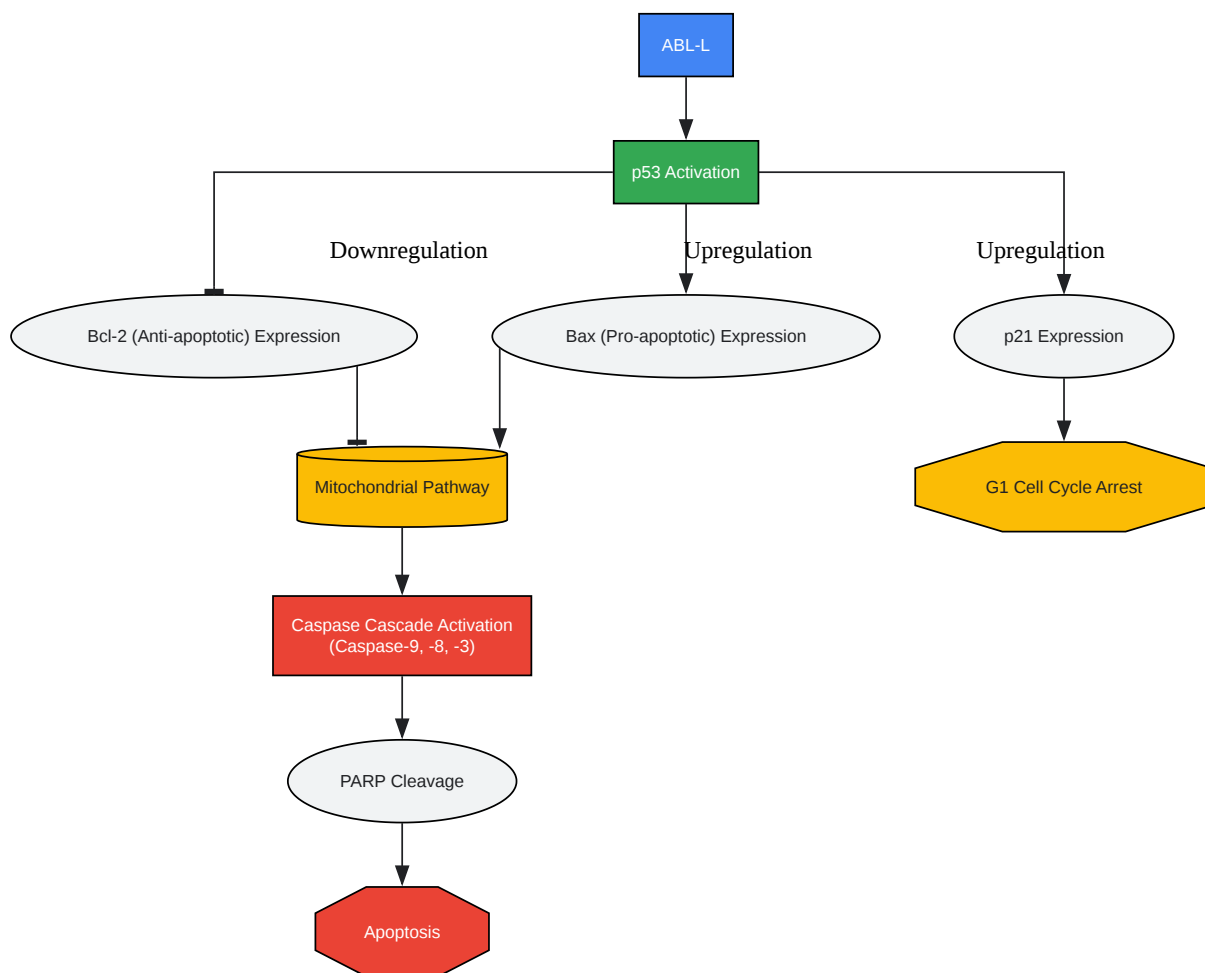 ABL-L
p53 Activation
Downregulation
Upregulation
Upregulation
Bcl-2 (Anti-apoptotic) Expression
Bax (Pro-apoptotic) Expression
p21 Expression
Mitochondrial Pathway
G1 Cell Cycle Arrest
Caspase Cascade Activation
(Caspase-9, -8, -3)
PARP Cleavage
Apoptosis